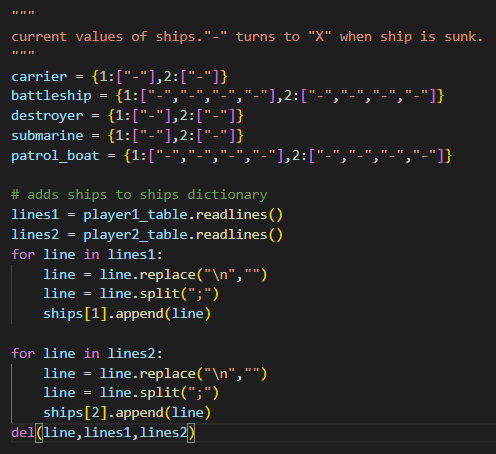 """
current values of ships."-" turns to "X" when ship is sunk.
"""
carrier = {1:["-"],2:["-"]}
battleship = {1:["-","-","-","-"],2:["-","-","-","-"]}
destroyer = {1:["-"],2:["-"]}
submarine = {1:["-"],2:["-"]}
patrol_boat = {1:["-","-","-","-"],2:["-","-","-","-"]}

# adds ships to ships dictionary
lines1 = player1_table.readlines()
lines2 = player2_table.readlines()
for line in lines1:
    line = line.replace("\n","")
    line = line.split(";")
    ships[1].append(line)

for line in lines2:
    line = line.replace("\n","")
    line = line.split(";")
    ships[2].append(line)
del(line,lines1,lines2)